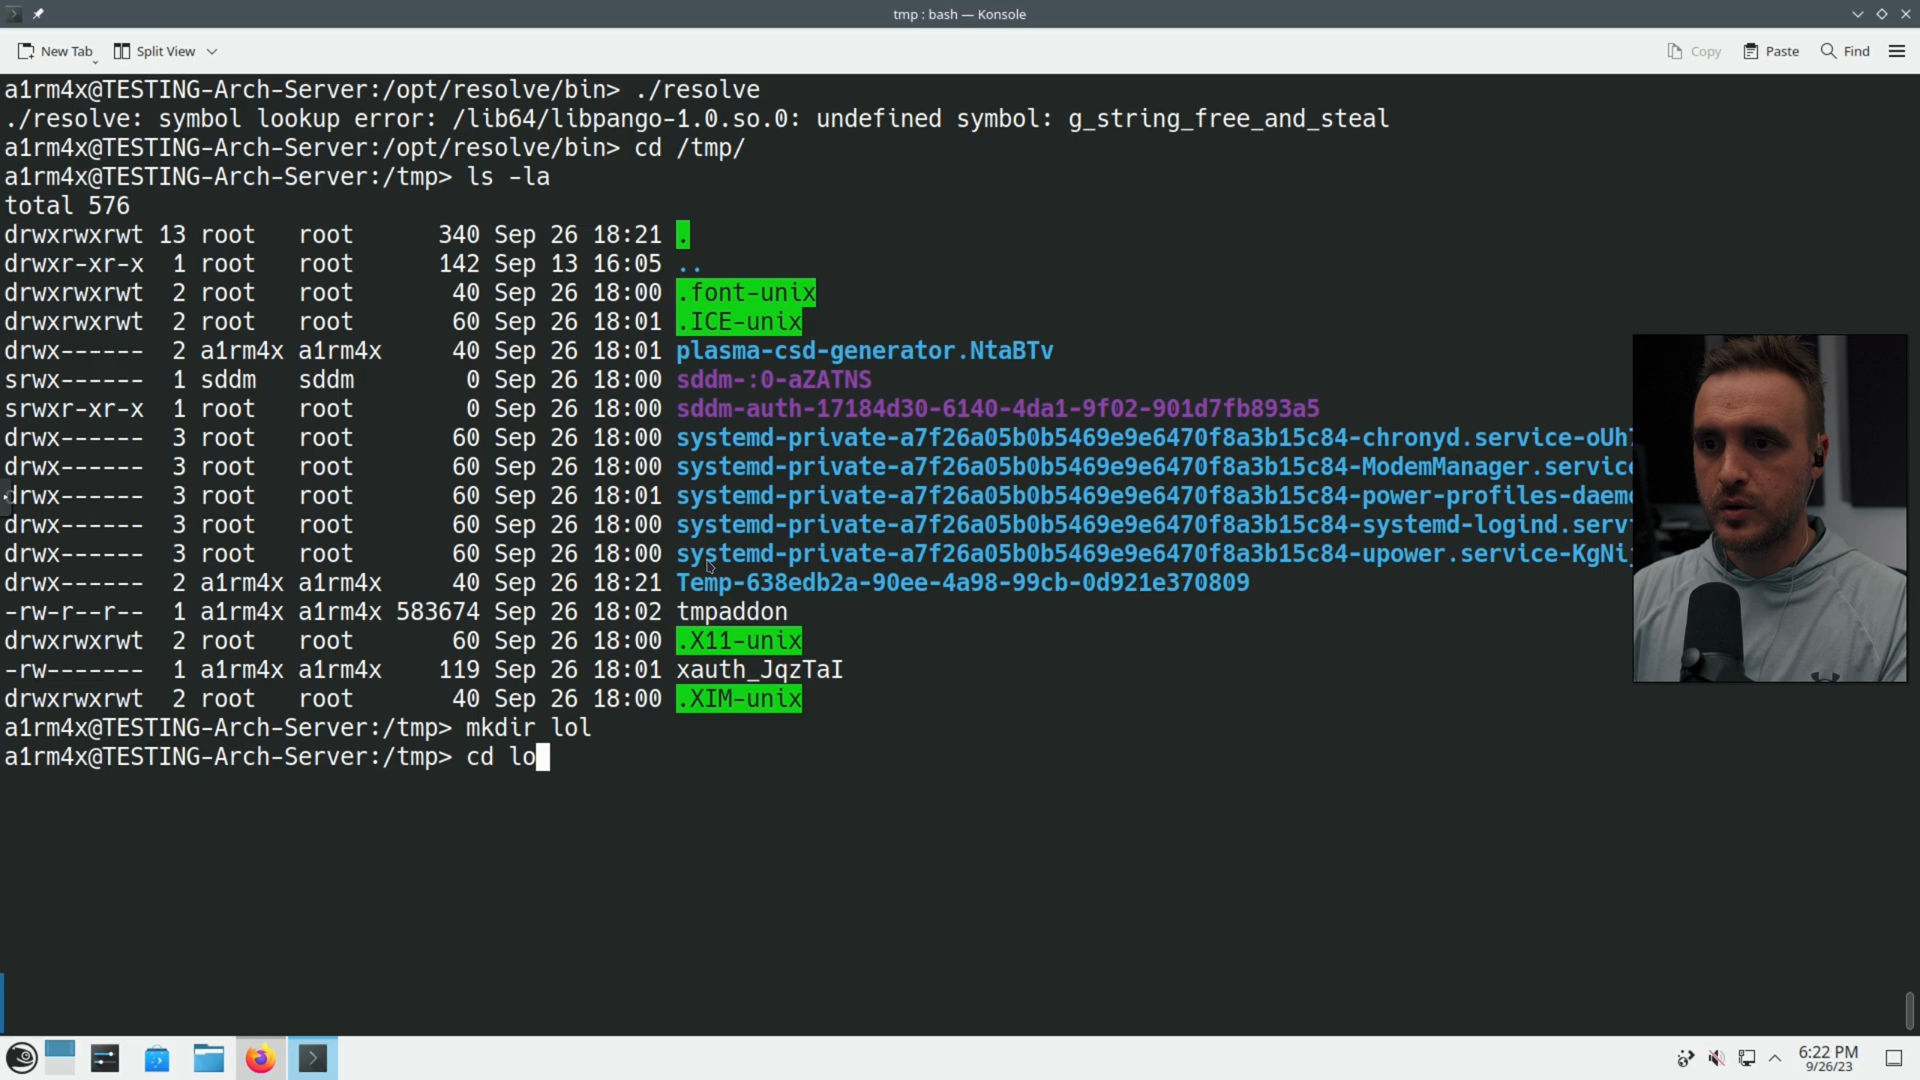 tmp : bash — Konsole
New Tab
Split View
Copy
Paste
Find
a1rm4x@TESTING-Arch-Server:/opt/resolve/bin> ./resolve
./resolve: symbol lookup error: /lib64/libpango-1.0.so.0: undefined symbol: g_string_free_and_steal
a1rm4x@TESTING-Arch-Server:/opt/resolve/bin> cd /tmp/
a1rm4x@TESTING-Arch-Server:/tmp> ls -la
total 576
drwxrwxrwt 13 root   root      340 Sep 26 18:21 .
drwxr-xr-x  1 root   root      142 Sep 13 16:05 ..
drwxrwxrwt  2 root   root       40 Sep 26 18:00 .font-unix
drwxrwxrwt  2 root   root       60 Sep 26 18:01 .ICE-unix
drwx------  2 a1rm4x a1rm4x     40 Sep 26 18:01 plasma-csd-generator.NtaBTv
srwx------  1 sddm   sddm        0 Sep 26 18:00 sddm-:0-aZATNS
srwxr-xr-x  1 root   root        0 Sep 26 18:00 sddm-auth-17184d30-6140-4da1-9f02-901d7fb893a5
drwx------  3 root   root       60 Sep 26 18:00 systemd-private-a7f26a05b0b5469e9e6470f8a3b15c84-chronyd.service-oUh
drwx------  3 root   root       60 Sep 26 18:00 systemd-private-a7f26a05b0b5469e9e6470f8a3b15c84-ModemManager.service
drwx------  3 root   root       60 Sep 26 18:01 systemd-private-a7f26a05b0b5469e9e6470f8a3b15c84-power-profiles-daemo
drwx------  3 root   root       60 Sep 26 18:00 systemd-private-a7f26a05b0b5469e9e6470f8a3b15c84-systemd-logind.serv
drwx------  3 root   root       60 Sep 26 18:00 systemd-private-a7f26a05b0b5469e9e6470f8a3b15c84-upower.service-KgNi
drwx------  2 a1rm4x a1rm4x     40 Sep 26 18:21 Temp-638edb2a-90ee-4a98-99cb-0d921e370809
-rw-r--r--  1 a1rm4x a1rm4x 583674 Sep 26 18:02 tmpaddon
drwxrwxrwt  2 root   root       60 Sep 26 18:00 .X11-unix
-rw-------  1 a1rm4x a1rm4x    119 Sep 26 18:01 xauth_JqzTaI
drwxrwxrwt  2 root   root       40 Sep 26 18:00 .XIM-unix
a1rm4x@TESTING-Arch-Server:/tmp> mkdir lol
a1rm4x@TESTING-Arch-Server:/tmp> cd lo
6:22 PM
9/26/23